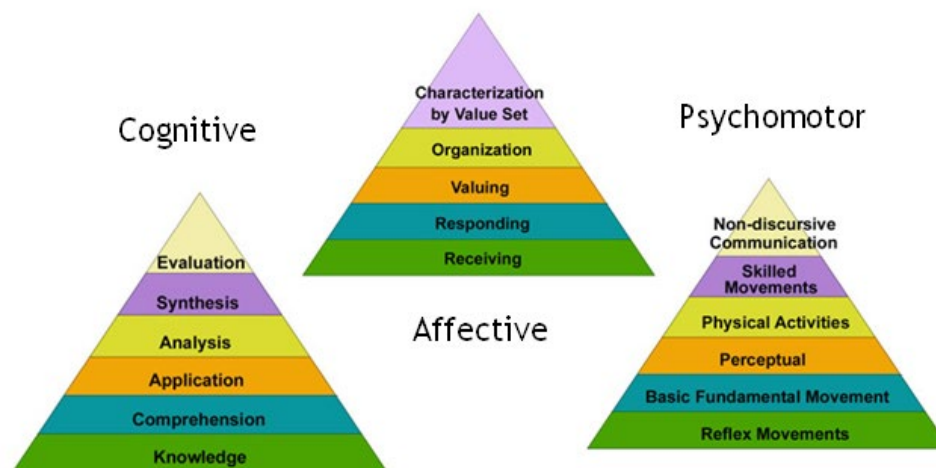 Cognitive
Evaluation
Synthesis
Analysis
Application
Comprehension
Knowledge
Characterization
by Value Set
Organization
Valuing
Responding
Receiving
Affective
Psychomotor
Non-discursive
Communication
Skilled
Movements
Physical Activities
Perceptual
Basic Fundamental Movement
Reflex Movements